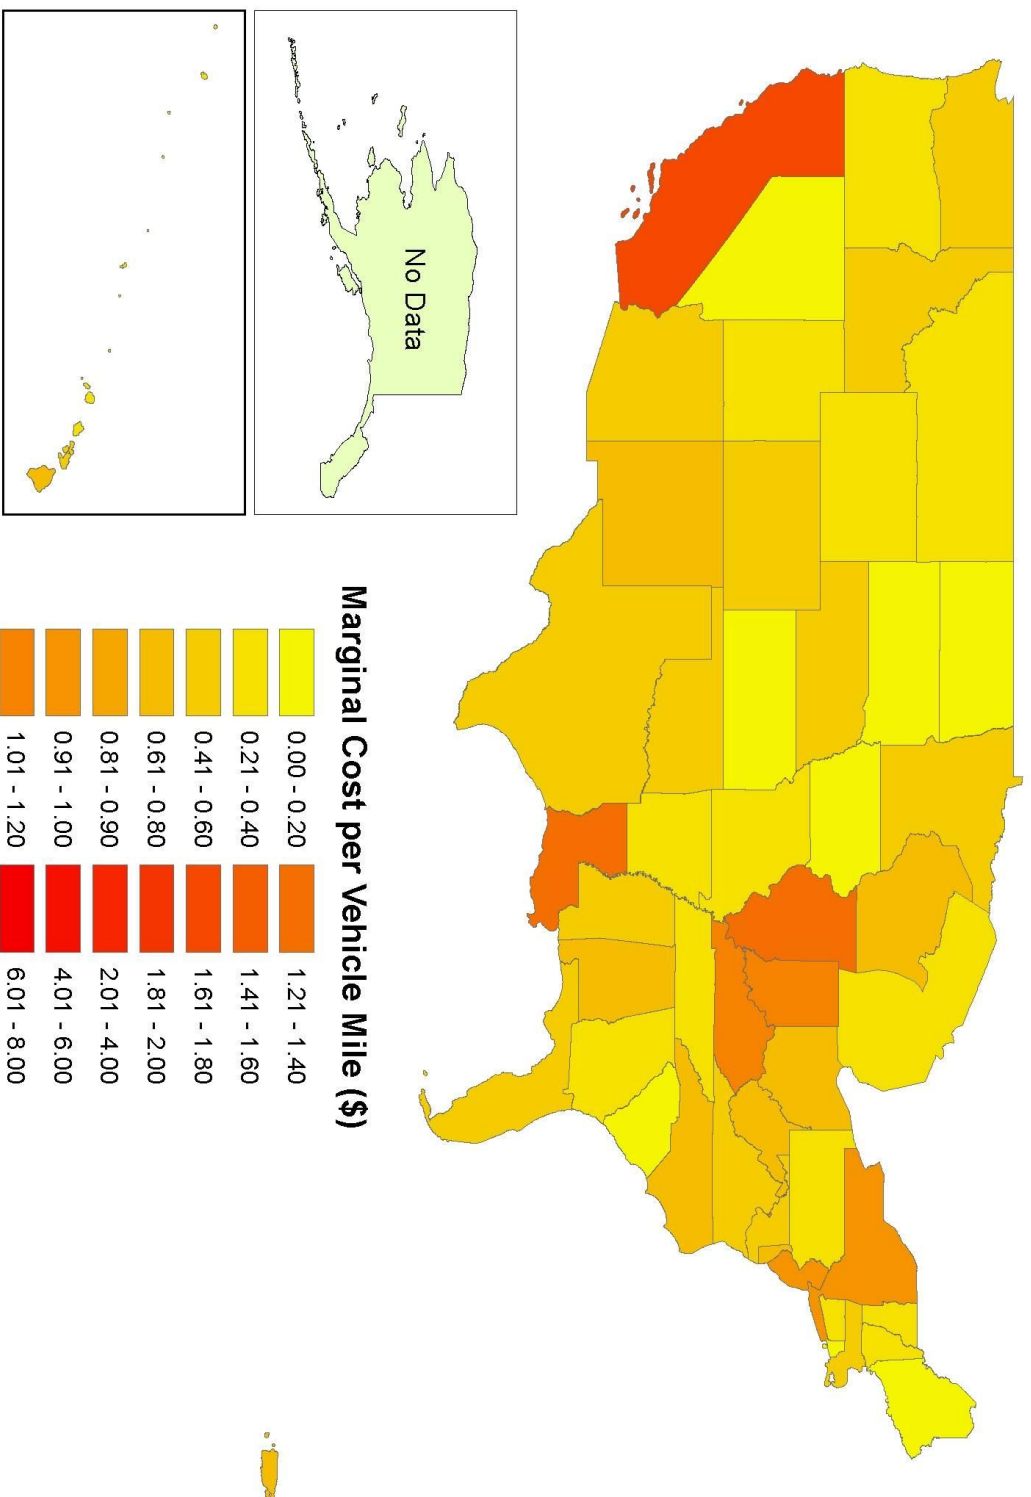 No Data
Marginal Cost per Vehicle Mile ($)
0.00 - 0.20
0.21 - 0.40
0.41 - 0.60
0.61 - 0.80
0.81 - 0.90
0.91 - 1.00
1.01 - 1.20
1.21 - 1.40
1.41 - 1.60
1.61 - 1.80
1.81 - 2.00
2.01 - 4.00
4.01 - 6.00
6.01 - 8.00